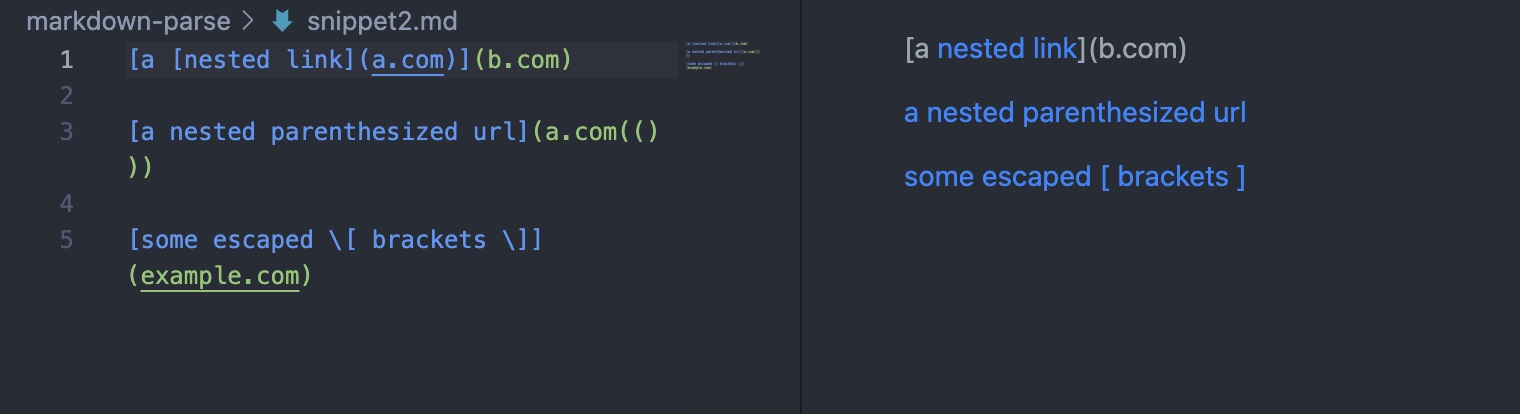 markdown-parse > snippet2.md
1 [a [nested link](a.com)](b.com)
2
3 [a nested parenthesized url](a.com(()
))
4
5 [some escaped \[ brackets \]]
(example.com)
[a nested link](b.com)
a nested parenthesized url
some escaped [ brackets ]